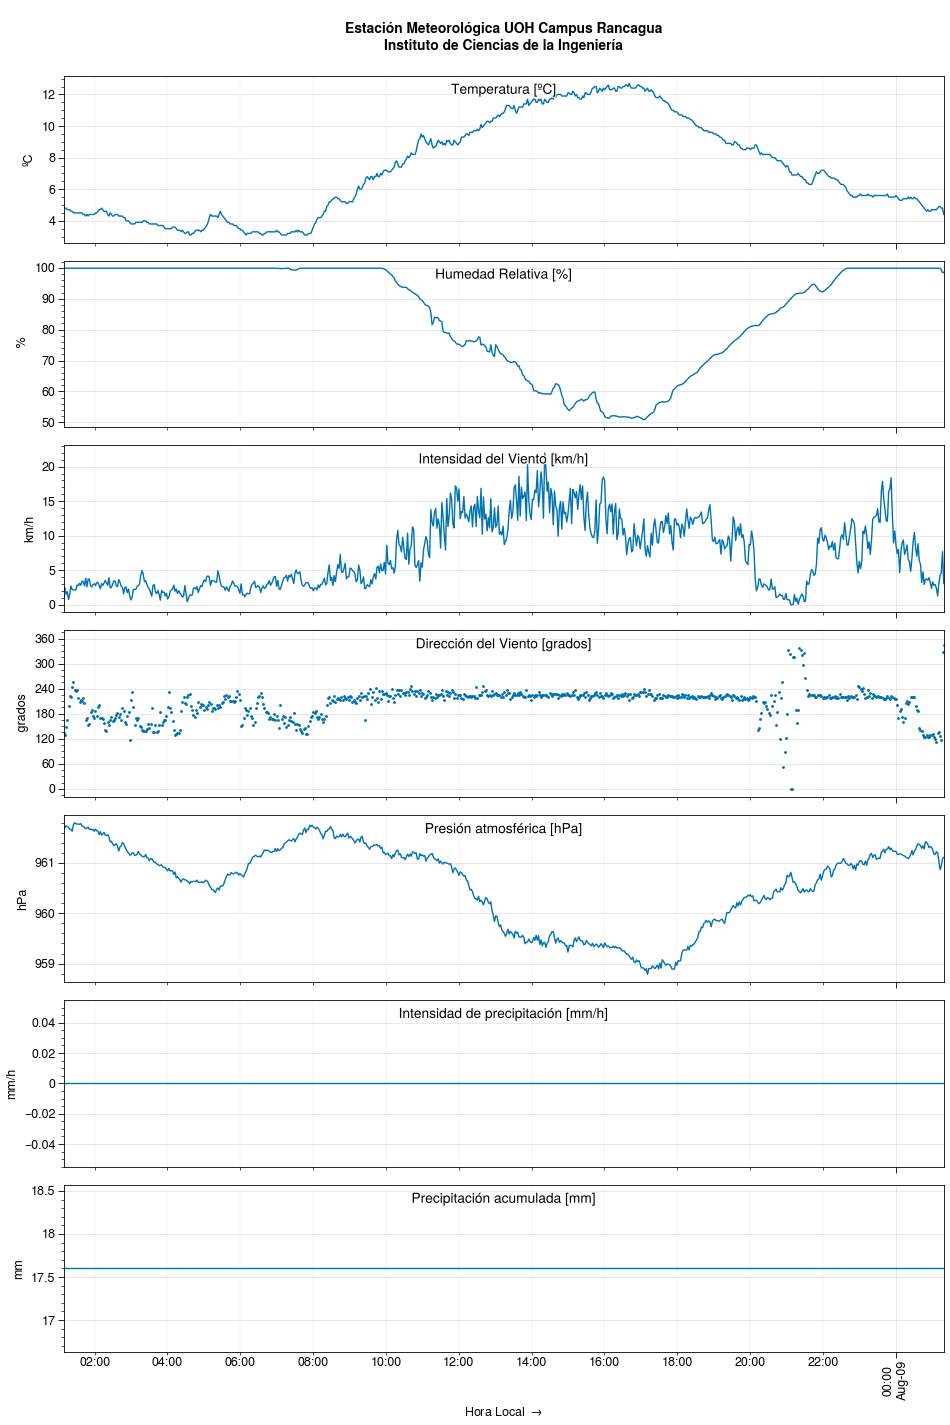 Estación Meteorológica UOH Campus Rancagua
Instituto de Ciencias de la Ingeniería
Temperatura [ºC]
ºC
12
10
8
6
4
Humedad Relativa [%]
%
100
90
80
70
60
50
Intensidad del Viento [km/h]
km/h
20
15
10
5
0
Dirección del Viento [grados]
grados
360
300
240
180
120
60
0
Presión atmosférica [hPa]
hPa
961
960
959
Intensidad de precipitación [mm/h]
mm/h
0.04
0.02
0
−0.02
−0.04
Precipitación acumulada [mm]
mm
18.5
18
17.5
17
02:00
04:00
06:00
08:00
10:00
12:00
14:00
16:00
18:00
20:00
22:00
00:00
Aug-09
Hora Local →